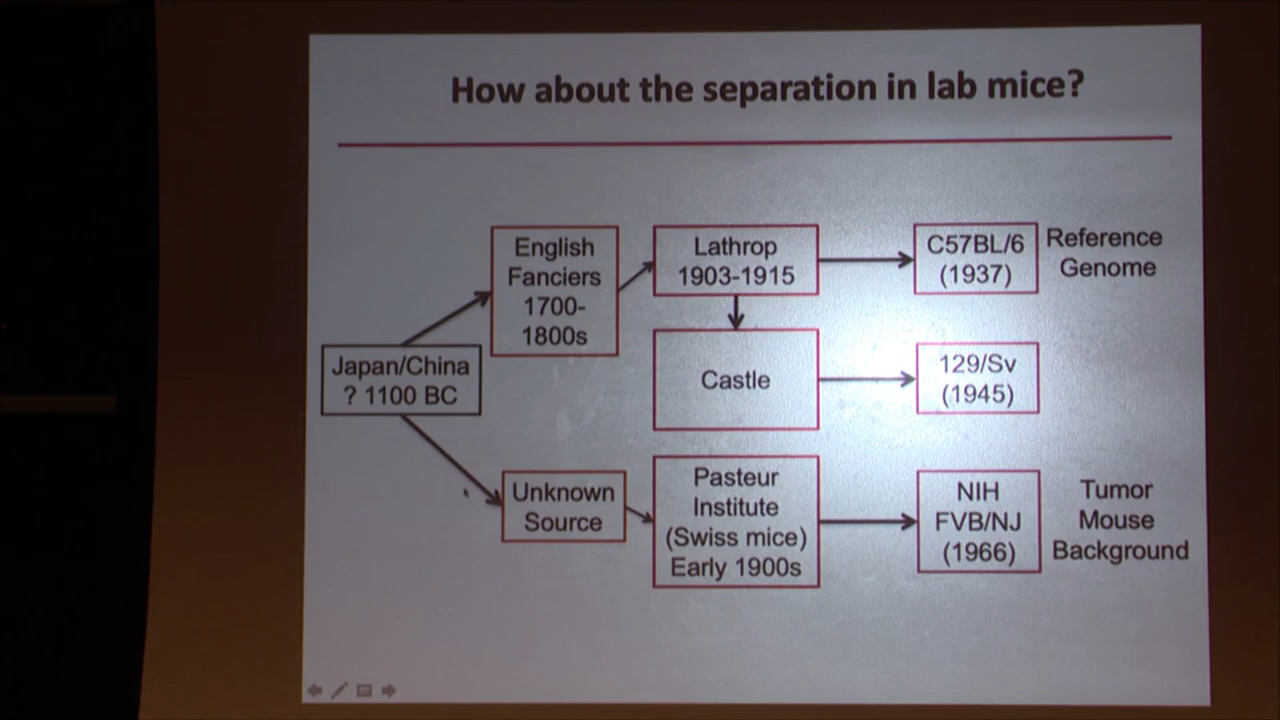 How about the separation in lab mice?
English
Fanciers
1700-
1800s
Lathrop
1903-1915
C57BL/6
(1937)
Reference
Genome
Japan/China
? 1100 BC
Castle
129/Sv
(1945)
Unknown
Source
Pasteur
Institute
(Swiss mice)
Early 1900s
NIH
FVB/NJ
(1966)
Tumor
Mouse
Background